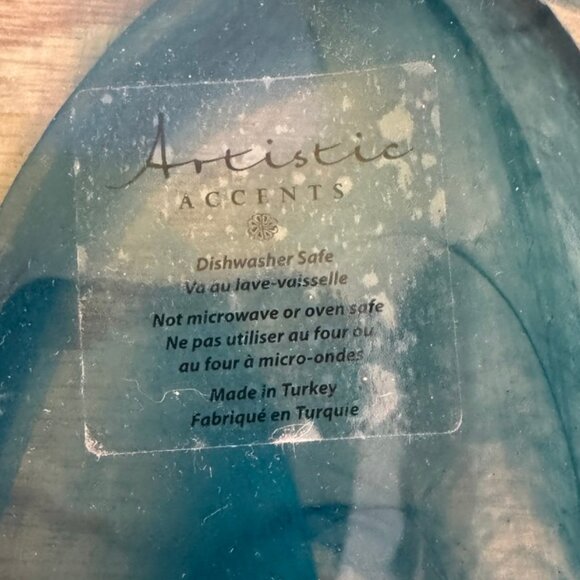 Artistic
ACCENTS
Dishwasher Safe
Va au lave-vaisselle
Not microwave or oven safe
Ne pas utiliser au four ou
au four à micro-ondes
Made in Turkey
Fabriqué en Turquie